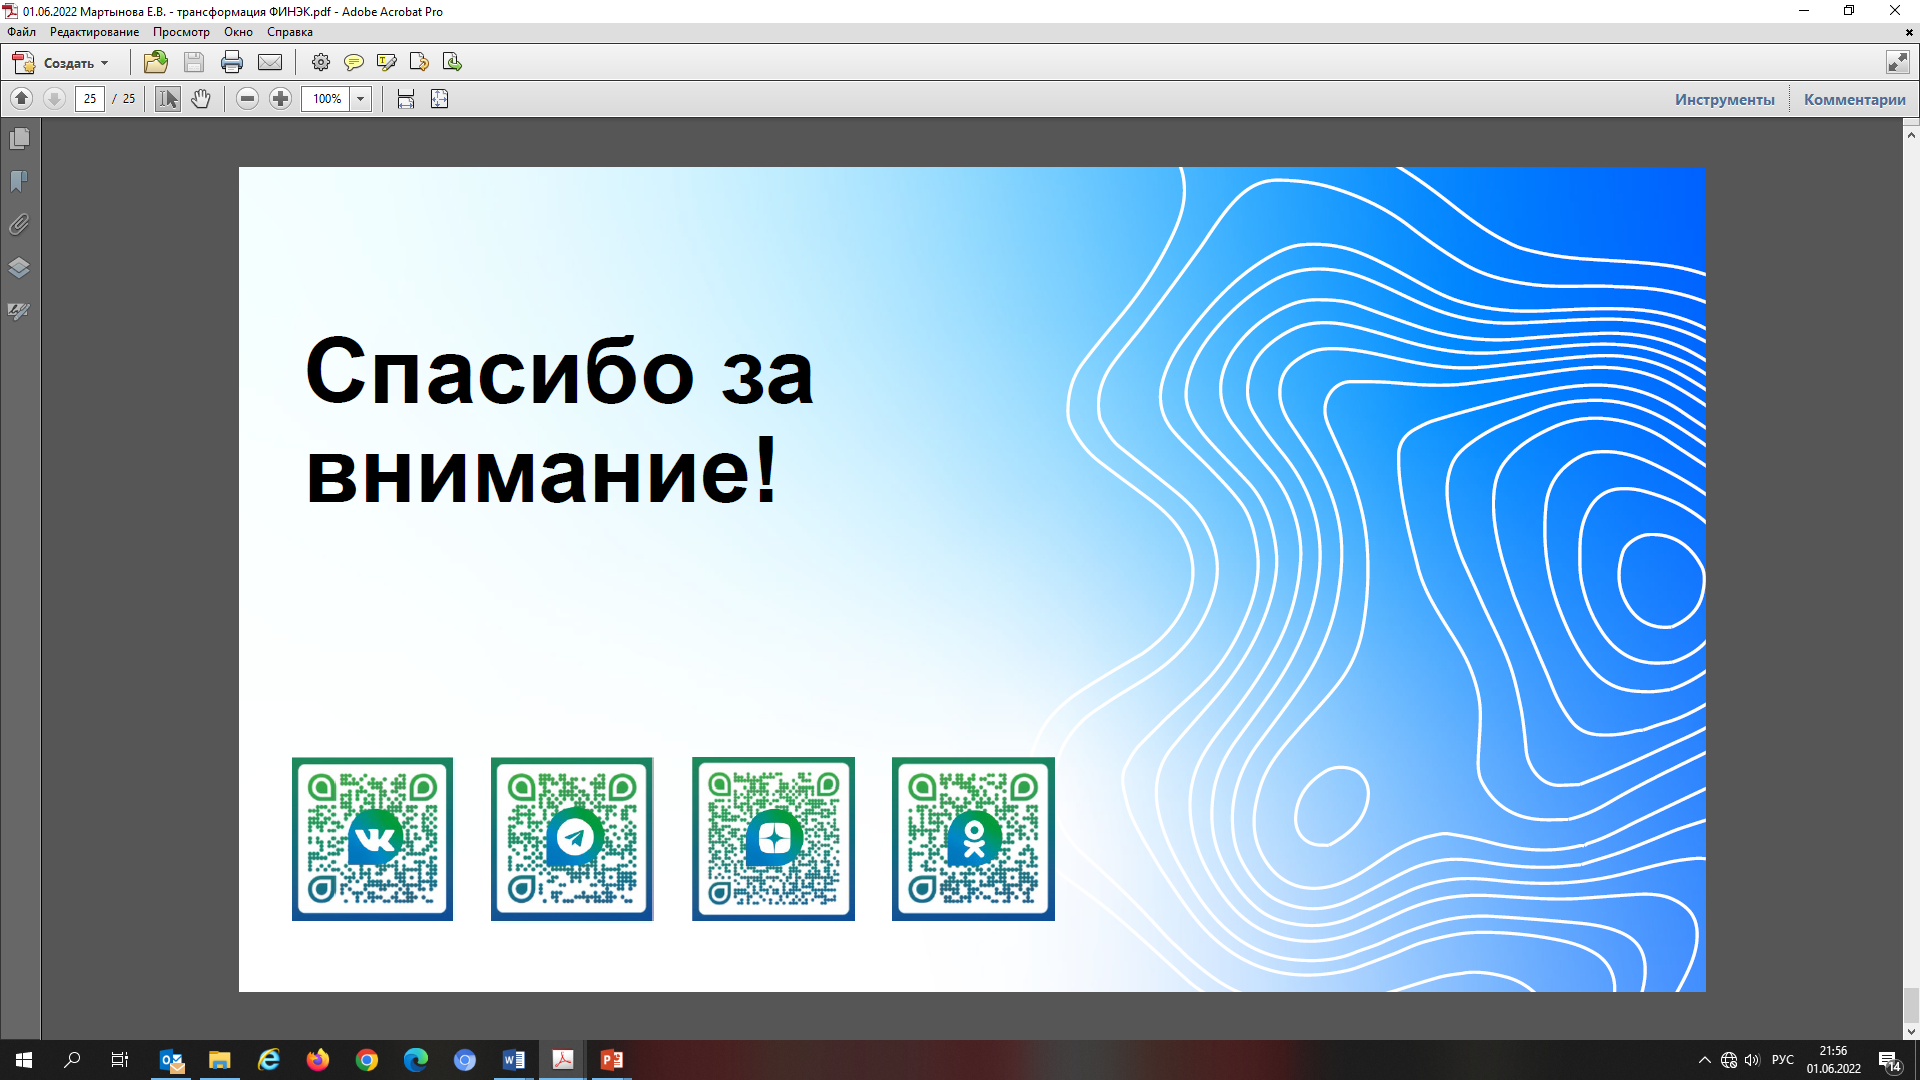 01.06.2022 Мартынова Е.В. - трансформация ФИНЭК.pdf - Adobe Acrobat Pro
Файл Редактирование Просмотр Окно Справка
Создать
25 / 25 100% Инструменты Комментарии
Спасибо за
внимание!
РУС 21:56
01.06.2022 14